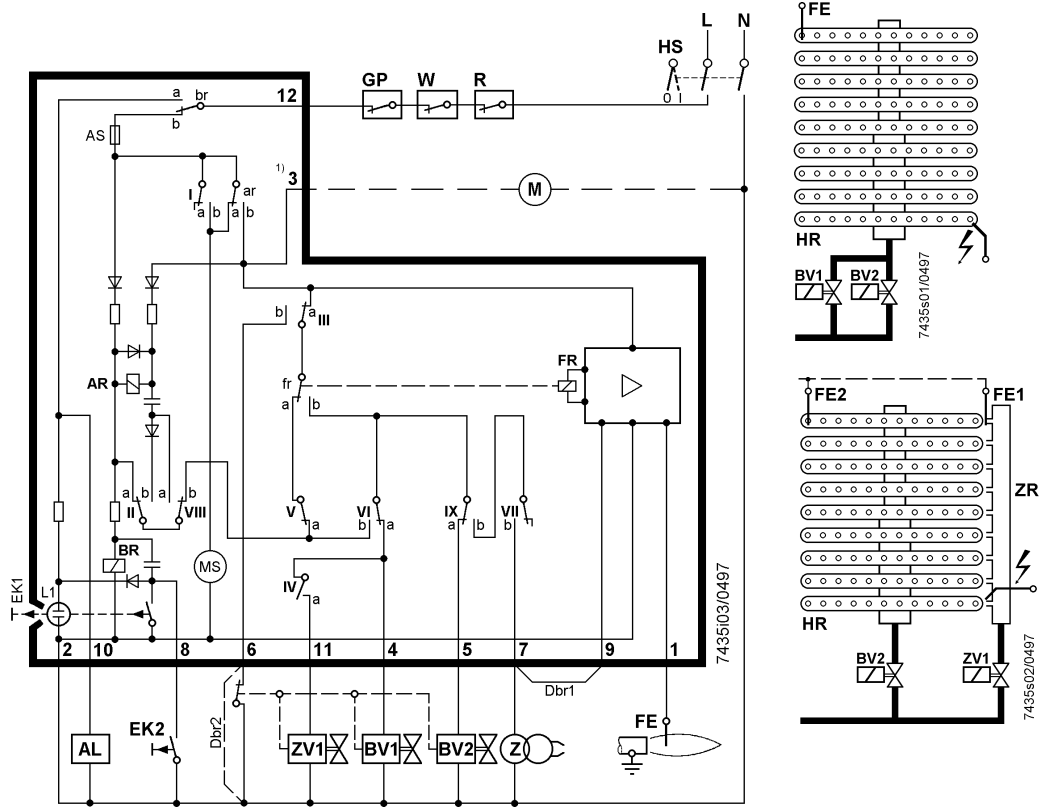 FE
L N
HS
0 I
GP W R
12
a br
b
AS
1)
3
M
I
a b
ar
a b
HR
BV1 BV2
7435s01/0497
b a
III
FR
fr
a b
AR
FE2 FE1
ZR
a b a b
II VIII
V
a
VI
b a
IX
a b
VII
b
BR
MS
IV
a
EK1
L1
HR
2 10 8 6 11 4 5 7 9 1
7435i03/0497
BV2 ZV1
7435s02/0497
Dbr1
Dbr2
EK2
FE
AL
ZV1 BV1 BV2 Z